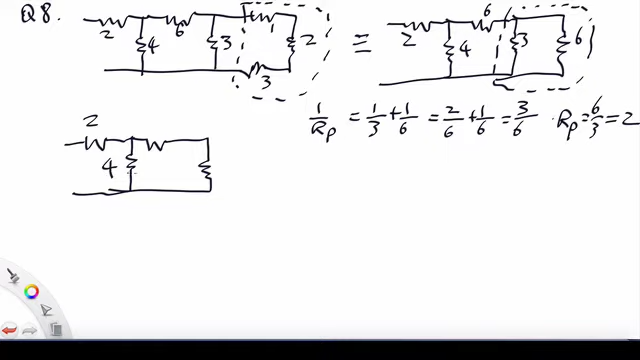 Q8.
2 4 6 3 1 2 3 ≡ 2 4 6 3 6
1/Rp = 1/3 + 1/6 = 2/6 + 1/6 = 3/6 . Rp = 6/3 = 2
2
4